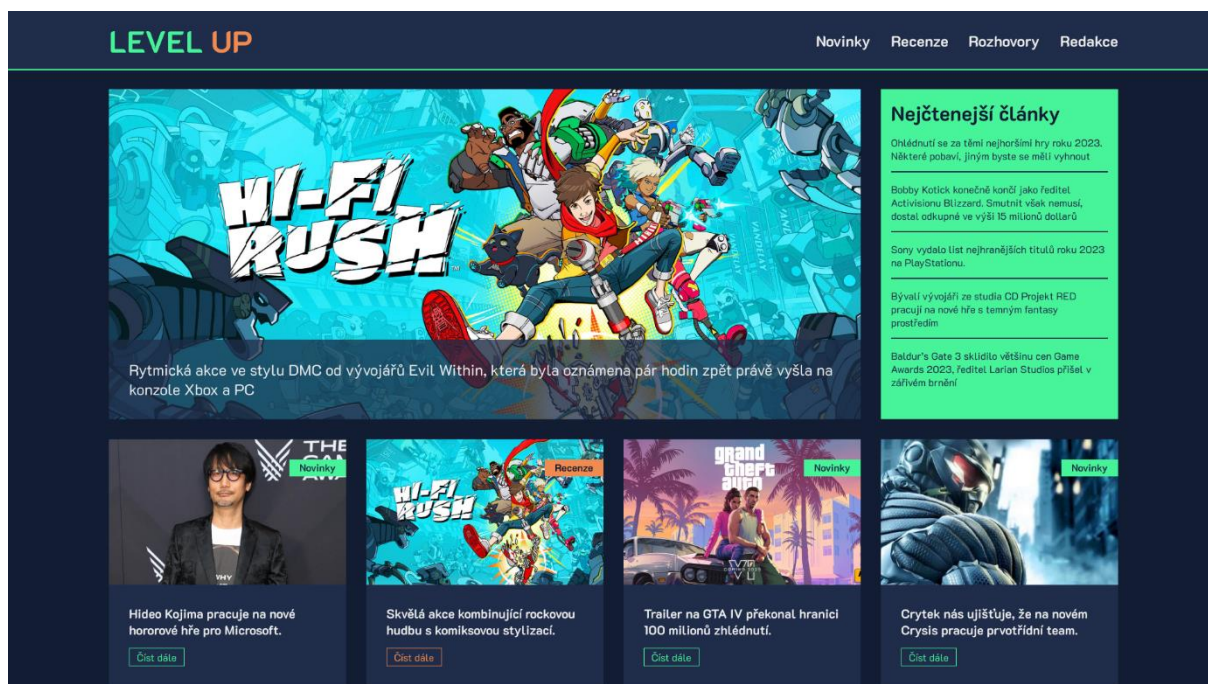 LEVEL UP
Novinky Recenze Rozhovory Redakce
HI-FI
RUSH
Rytmická akce ve stylu DMC od vývojářů Evil Within, která byla oznámena pár hodin zpět právě vyšla na
konzole Xbox a PC
Nejčtenejší články
Ohlédnutí se za těmi nejhoršími hry roku 2023.
Některé pobaví, jiným byste se měli vyhnout
Bobby Kotick konečně končí jako ředitel
Activisionu Blizzard. Smutnit však nemusí,
dostal odkupné ve výši 15 milionů dollarů
Sony vydalo list nejhranějších titulů roku 2023
na PlayStationu.
Bývalí vývojáři ze studia CD Projekt RED
pracují na nové hře s temným fantasy
prostředím
Baldur's Gate 3 sklidilo většinu cen Game
Awards 2023, ředitel Larian Studios přišel v
zářivém brnění
THE
Novinky
Hideo Kojima pracuje na nové
hororové hře pro Microsoft.
Číst dále
Recenze
HI-FI
RUSH
Skvělá akce kombinující rockovou
hudbu s komiksovou stylizací.
Číst dále
grand
theft
auto
Novinky
VI
Trailer na GTA IV překonal hranici
100 milionů zhlédnutí.
Číst dále
Novinky
Crytek nás ujišťuje, že na novém
Crysis pracuje prvotřídní team.
Číst dále